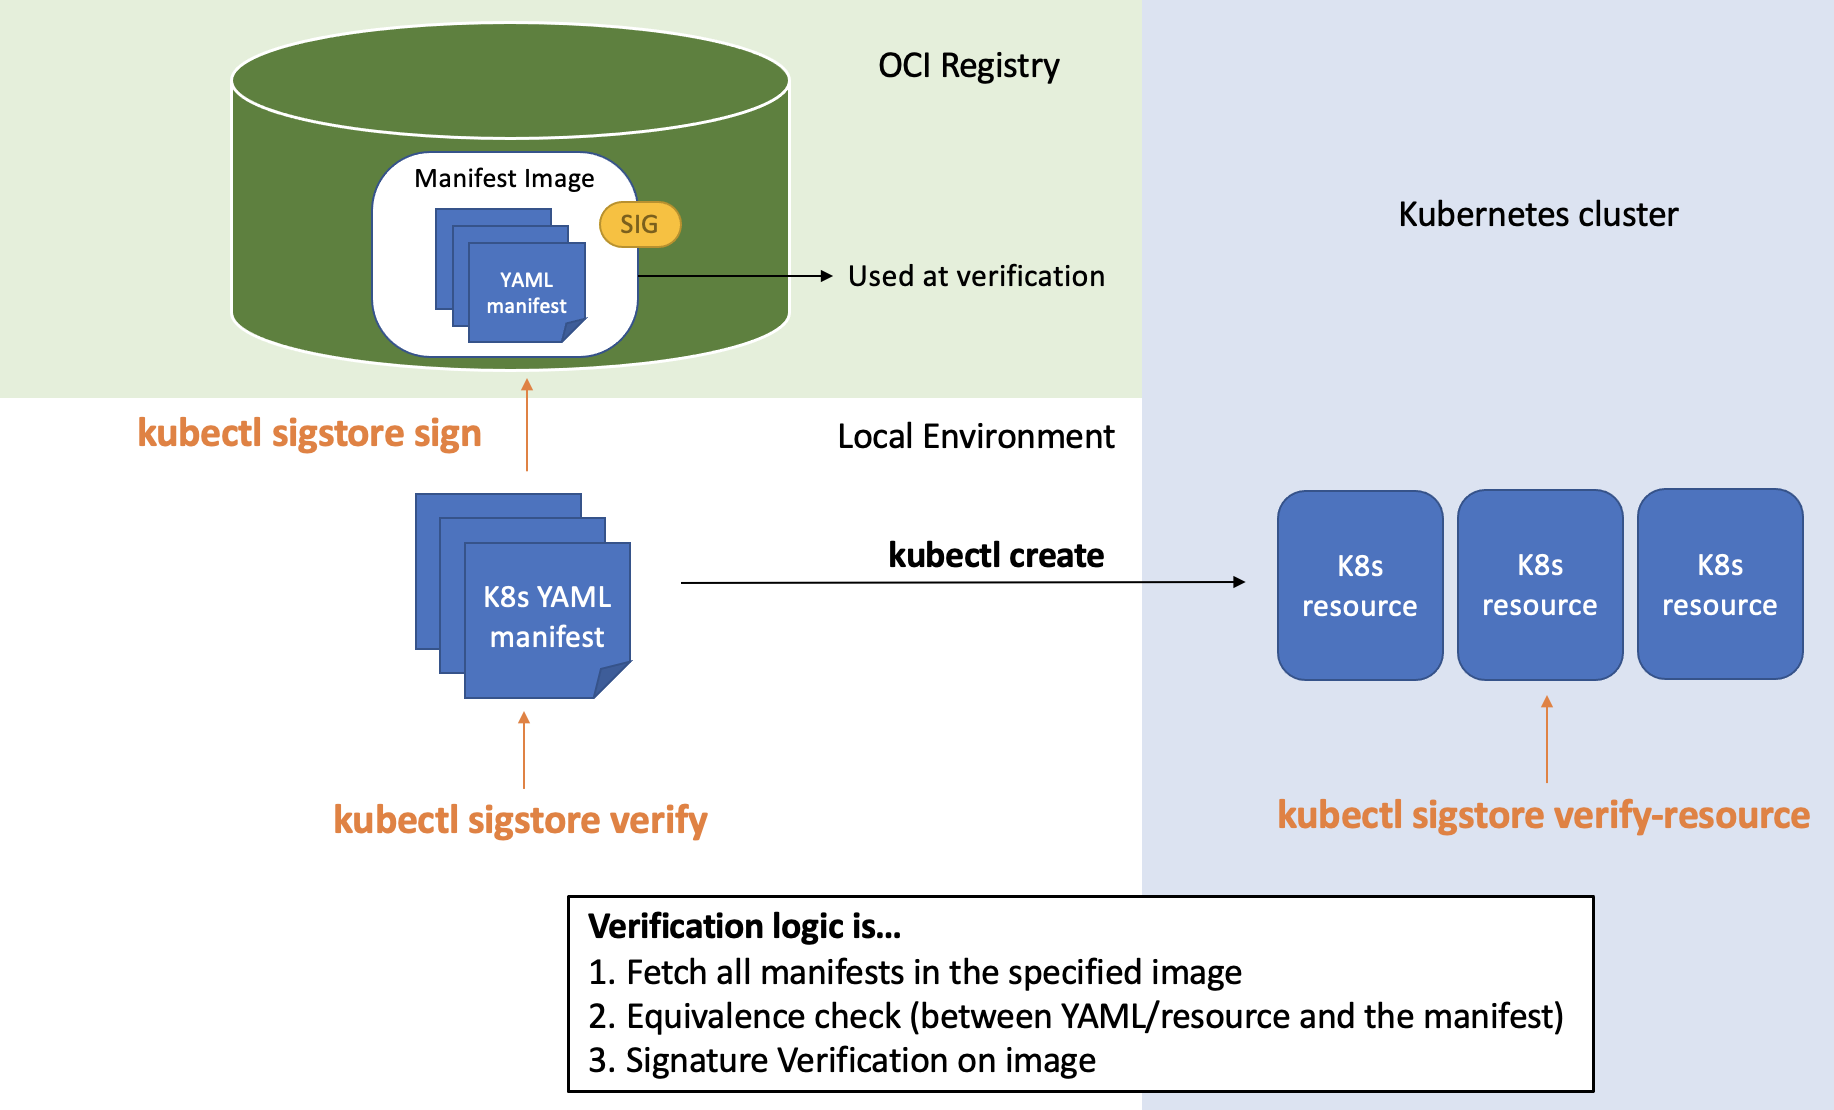 OCI Registry
Manifest Image
SIG
YAML
manifest
Used at verification
Kubernetes cluster
kubectl sigstore sign
Local Environment
K8s YAML
manifest
kubectl create
K8s
resource
K8s
resource
K8s
resource
kubectl sigstore verify
kubectl sigstore verify-resource
Verification logic is...
1. Fetch all manifests in the specified image
2. Equivalence check (between YAML/resource and the manifest)
3. Signature Verification on image